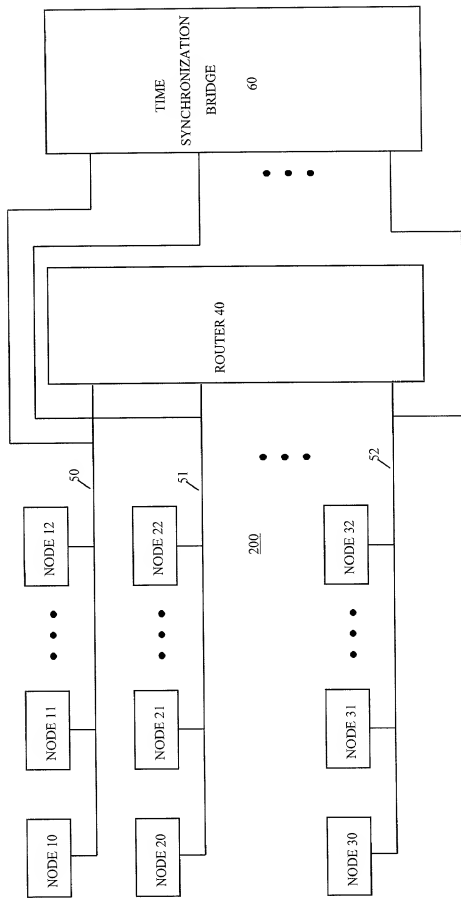 NODE 10
NODE 11
NODE 12
50
NODE 20
NODE 21
NODE 22
51
200
NODE 30
NODE 31
NODE 32
52
ROUTER 40
TIME
SYNCHRONIZATION
BRIDGE
60